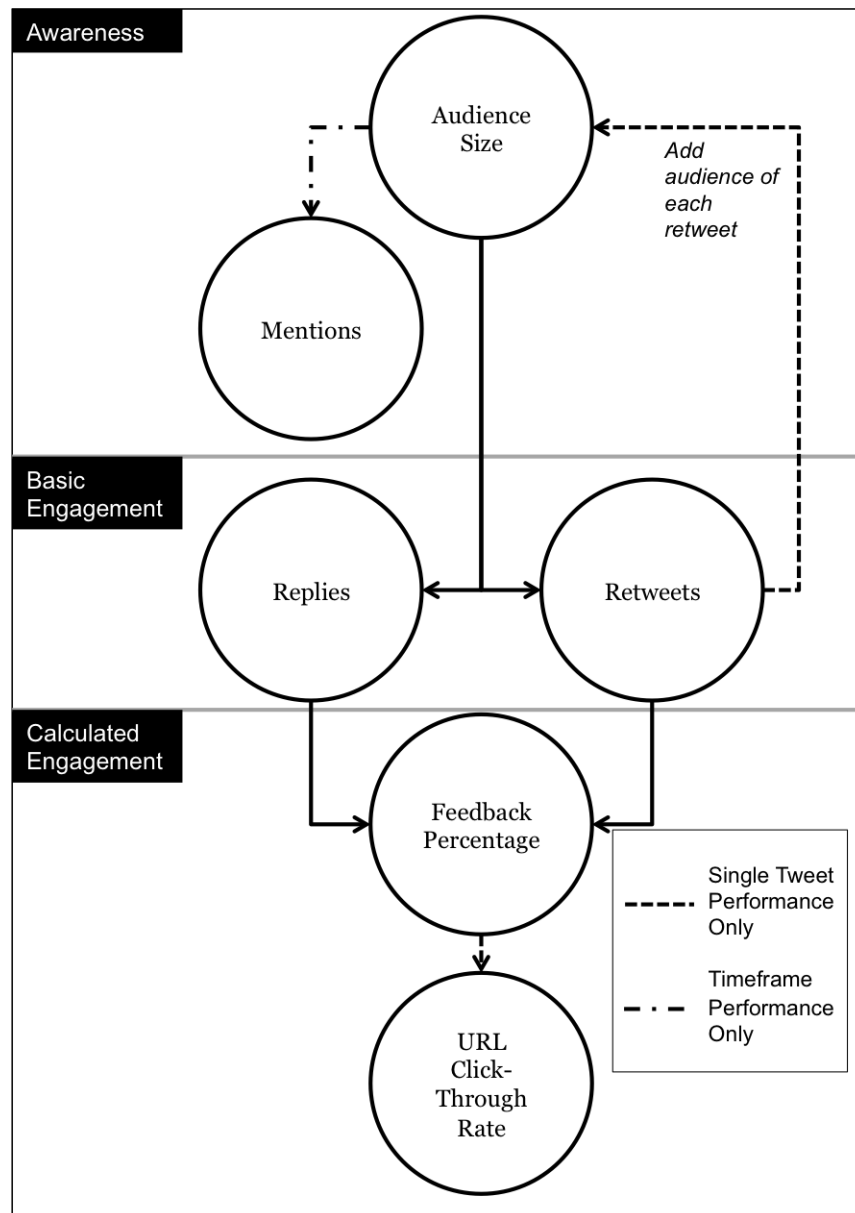 Awareness
Audience
Size
Add
audience of
each
retweet
Mentions
Basic
Engagement
Replies
Retweets
Calculated
Engagement
Feedback
Percentage
Single Tweet
Performance
Only
Timeframe
Performance
Only
URL
Click-
Through
Rate